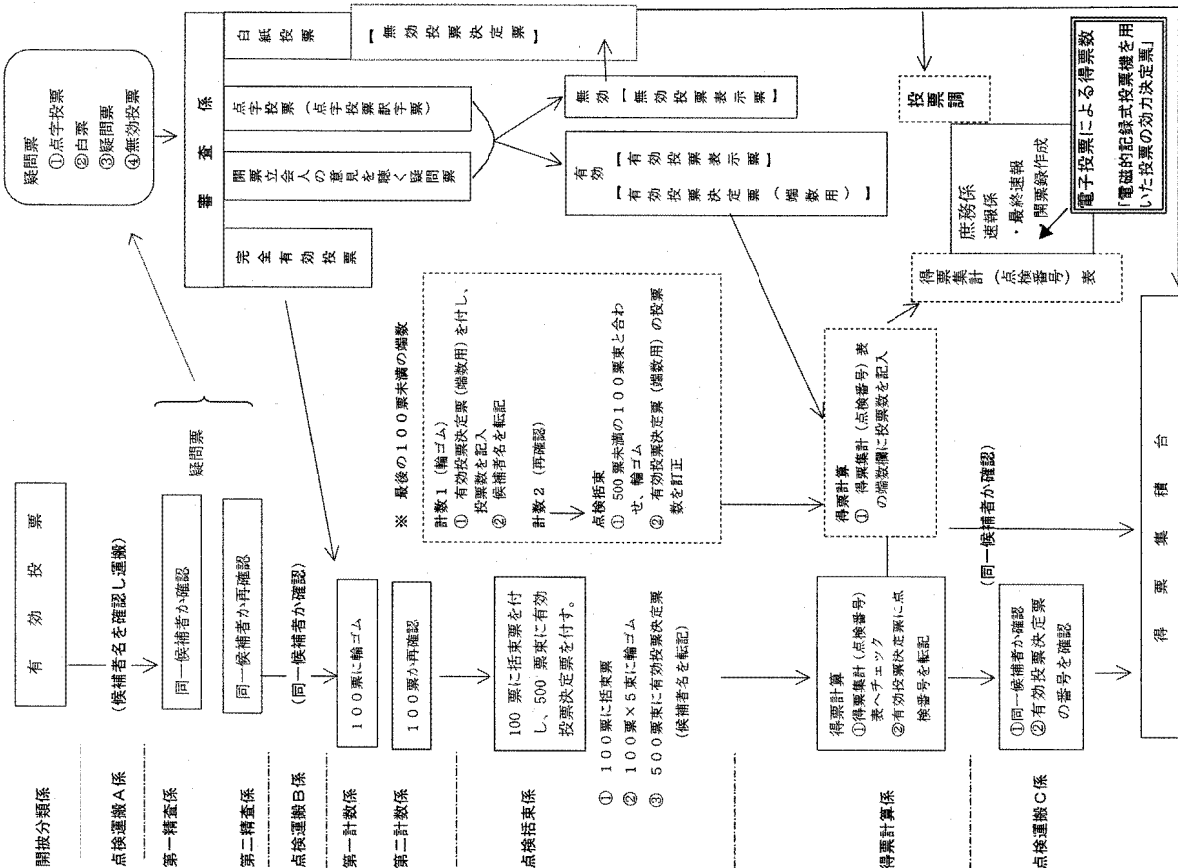 開披分類係
有効投票
点検運搬A係
(候補者名を確認し運搬)
第一精査係
同一候補者か確認
第二精査係
同一候補者か再確認
疑問票
点検運搬B係
(同一候補者か確認)
第一計数係
100票に輪ゴム
第二計数係
100票か再確認
点検括束係
100票に括束票を付
し、500票束に有効
投票決定票を付す。
① 100票に括束票
② 100票×5束に輪ゴム
③ 500票束に有効投票決定票
(候補者名を転記)
得票計算係
得票計算
①得票集計(点検番号)
表へチェック
②有効投票決定票に点
検番号を転記
点検運搬C係
(同一候補者か確認)
①同一候補者か確認
②有効投票決定票
の番号を確認
得票集積台
※ 最後の100票未満の端数
計数1(輪ゴム)
① 有効投票決定票(端数用)を付し、
投票数を記入
② 候補者名を転記
計数2(再確認)
点検括束
① 500票未満の100票束と合わ
せ、輪ゴム
② 有効投票決定票(端数用)の投票
数を訂正
得票計算
① 得票集計(点検番号)表
の端数欄に投票数を記入
疑問票
①点字投票
②白票
③疑問票
④無効投票
審査係
完全有効投票
開票立会人の意見を聴く疑問票
点字投票(点字投票訳字票)
白紙投票
【無効投票決定票】
有効【有効投票表示票】
【有効投票決定票(端数用)】
無効【無効投票表示票】
得票集計(点検番号)表
庶務係
速報係
・最終速報
開票録作成
投票調
電子投票による得票数
「電磁的記録式投票機を用
いた投票の効力決定票」